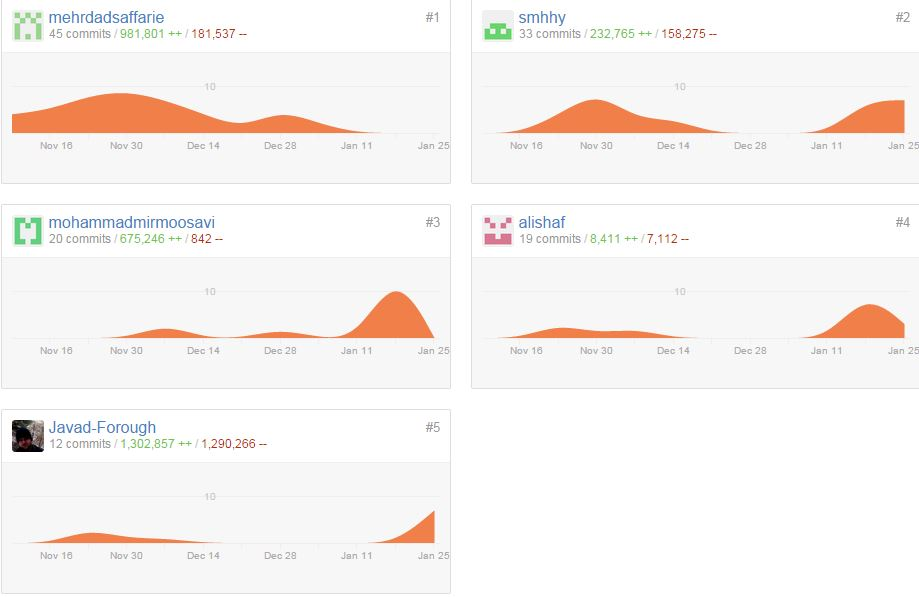 mehrdadsaffarie #1
45 commits / 981,801 ++ / 181,537 --
10
Nov 16 Nov 30 Dec 14 Dec 28 Jan 11 Jan 25
smhhy #2
33 commits / 232,765 ++ / 158,275 --
10
Nov 16 Nov 30 Dec 14 Dec 28 Jan 11 Jan 25
mohammadmirmoosavi #3
20 commits / 675,246 ++ / 842 --
10
Nov 16 Nov 30 Dec 14 Dec 28 Jan 11 Jan 25
alishaf #4
19 commits / 8,411 ++ / 7,112 --
10
Nov 16 Nov 30 Dec 14 Dec 28 Jan 11 Jan 25
Javad-Forough #5
12 commits / 1,302,857 ++ / 1,290,266 --
10
Nov 16 Nov 30 Dec 14 Dec 28 Jan 11 Jan 25